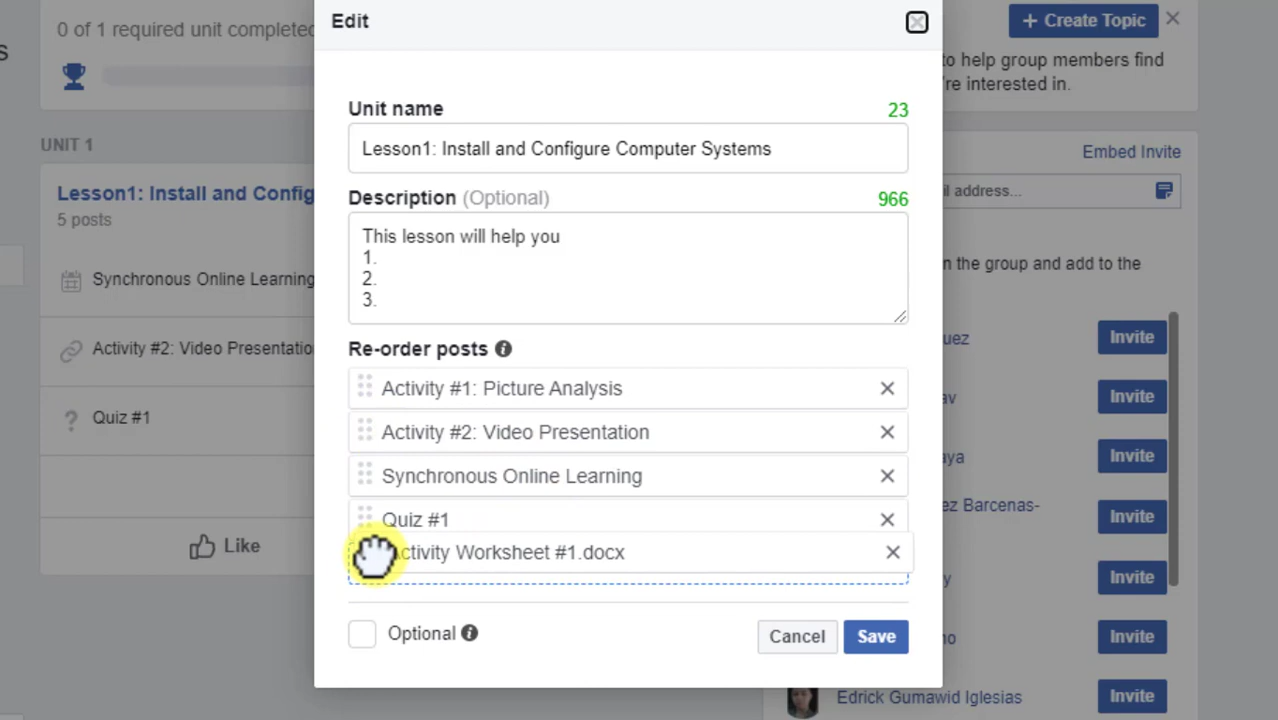 0 of 1 required unit completed
UNIT 1
Lesson1: Install and Config
5 posts
Synchronous Online Learning
Activity #2: Video Presentatio
Quiz #1
Like
Edit
Unit name
23
Lesson1: Install and Configure Computer Systems
Description (Optional)
966
This lesson will help you
1.
2.
3.
Re-order posts
Activity #1: Picture Analysis
Activity #2: Video Presentation
Synchronous Online Learning
Quiz #1
ctivity Worksheet #1.docx
Optional
Cancel
Save
+ Create Topic
to help group members find
're interested in.
Embed Invite
il address...
n the group and add to the
uez
Invite
av
Invite
aya
Invite
ez Barcenas-
Invite
y
Invite
no
Invite
Edrick Gumawid Iglesias
Invite